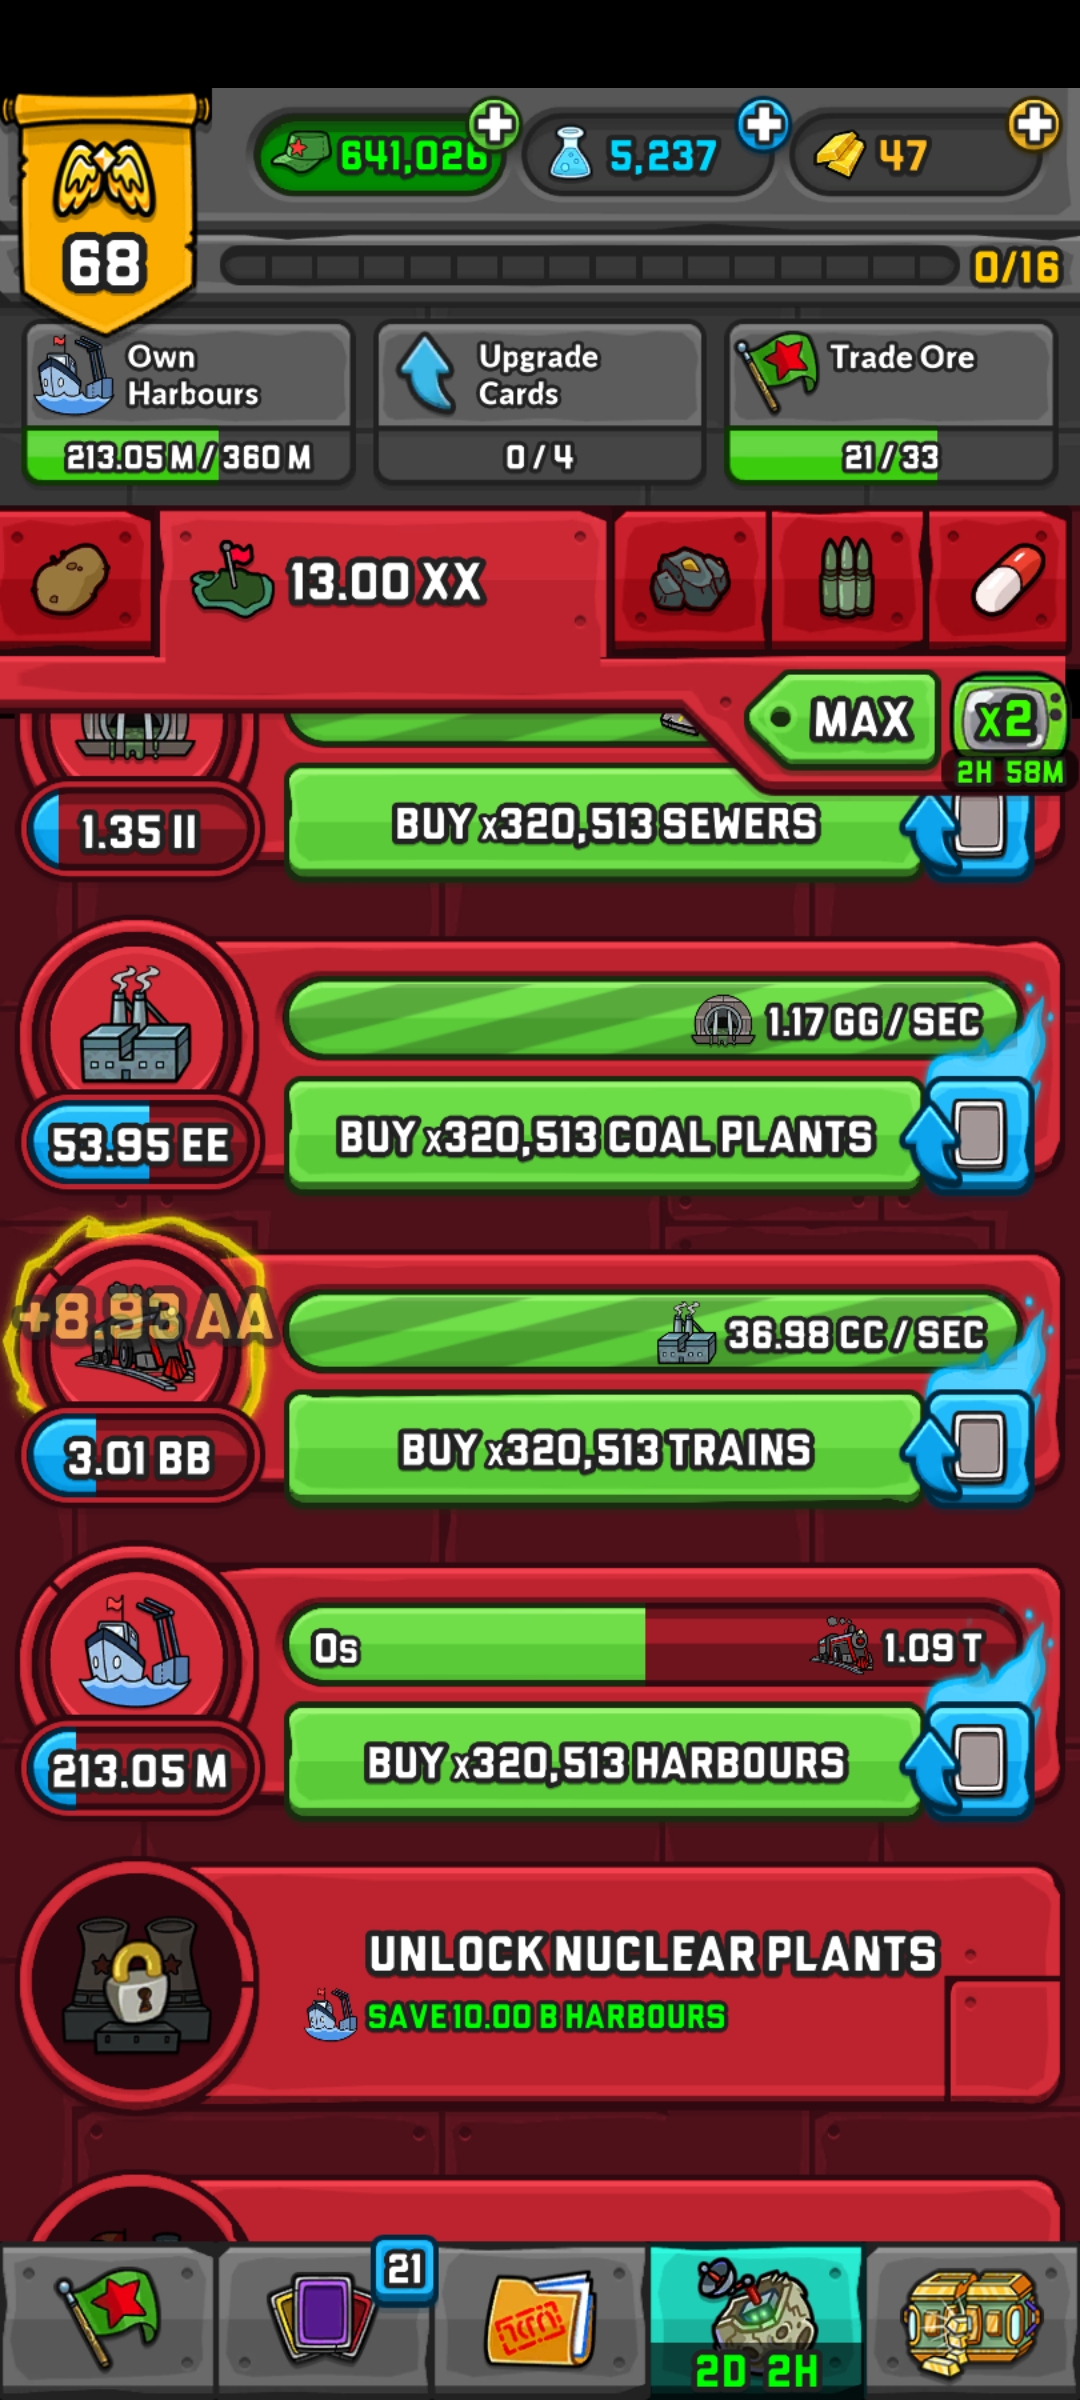 641,026
5,237
47
68
0/16
Own
Harbours
213.05 M / 360 M
Upgrade
Cards
0 / 4
Trade Ore
21 / 33
13.00 XX
MAX
x2
2H 58M
1.35 II
BUY x320,513 SEWERS
1.17 GG / SEC
53.95 EE
BUY x320,513 COAL PLANTS
+8.93 AA
36.98 CC / SEC
3.01 BB
BUY x320,513 TRAINS
0s
1.09 T
213.05 M
BUY x320,513 HARBOURS
UNLOCK NUCLEAR PLANTS
SAVE 10.00 B HARBOURS
21
2D 2H